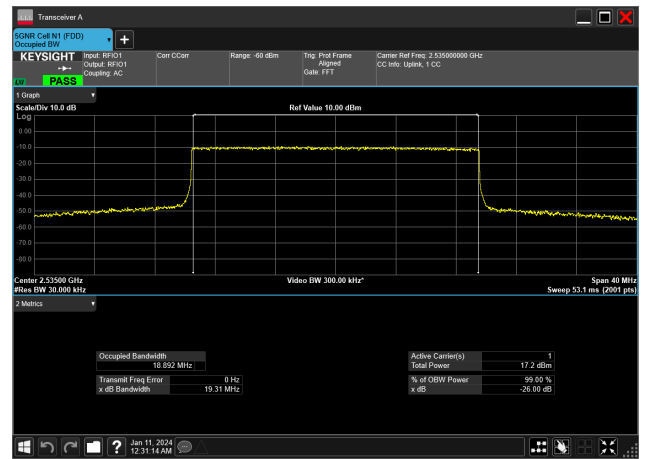 Transceiver A
5GNR Cell N1 (FDD)
Occupied BW
KEYSIGHT
Input: RFIO1
Output: RFIO1
Coupling: AC
Corr CCorr
Range: -60 dBm
Trig: Prot Frame
Aligned
Gate: FFT
Carrier Ref Freq: 2.535000000 GHz
CC Info: Uplink, 1 CC
LW PASS
1 Graph
Scale/Div 10.0 dB
Ref Value 10.00 dBm
Log
0.00
-10.0
-20.0
-30.0
-40.0
-50.0
-60.0
-70.0
-80.0
Center 2.53500 GHz
Video BW 300.00 kHz*
Span 40 MHz
#Res BW 30.000 kHz
Sweep 53.1 ms (2001 pts)
2 Metrics
Occupied Bandwidth
18.892 MHz
Active Carrier(s) 1
Total Power 17.2 dBm
Transmit Freq Error 0 Hz
x dB Bandwidth 19.31 MHz
% of OBW Power 99.00 %
x dB -26.00 dB
Jan 11, 2024
12:31:14 AM